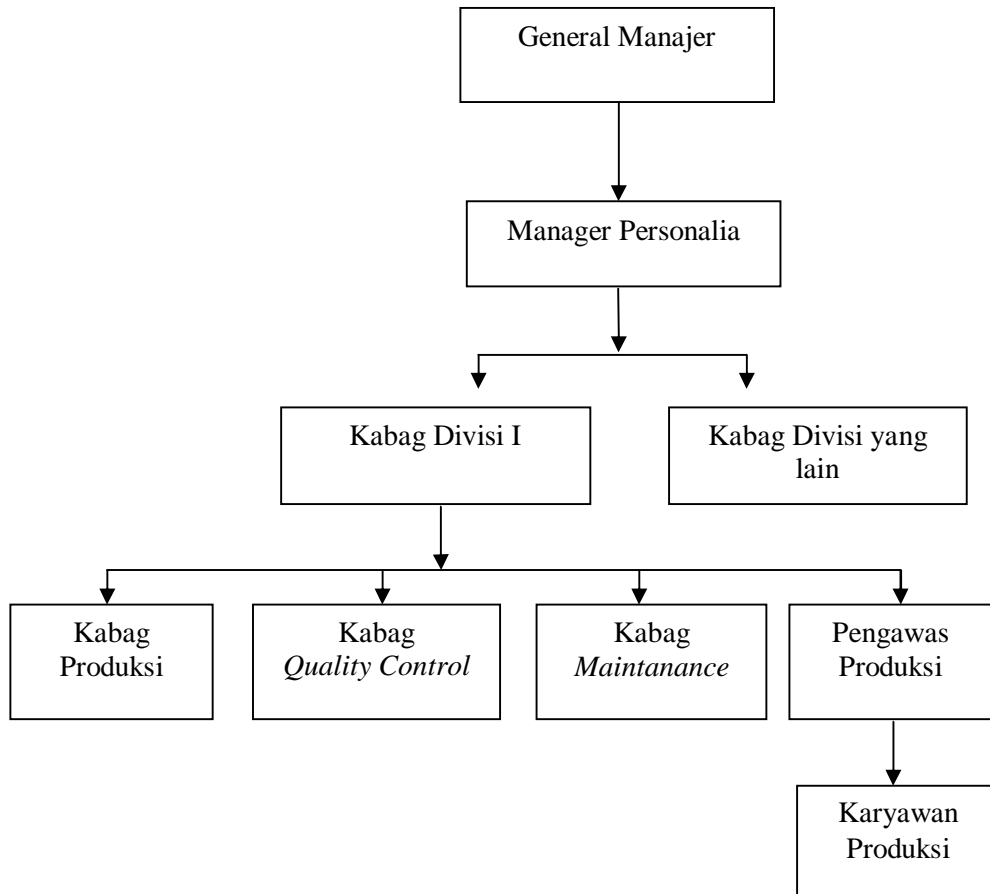 General Manajer
Manager Personalia
Kabag Divisi I
Kabag Divisi yang
lain
Kabag
Produksi
Kabag
Quality Control
Kabag
Maintanance
Pengawas
Produksi
Karyawan
Produksi